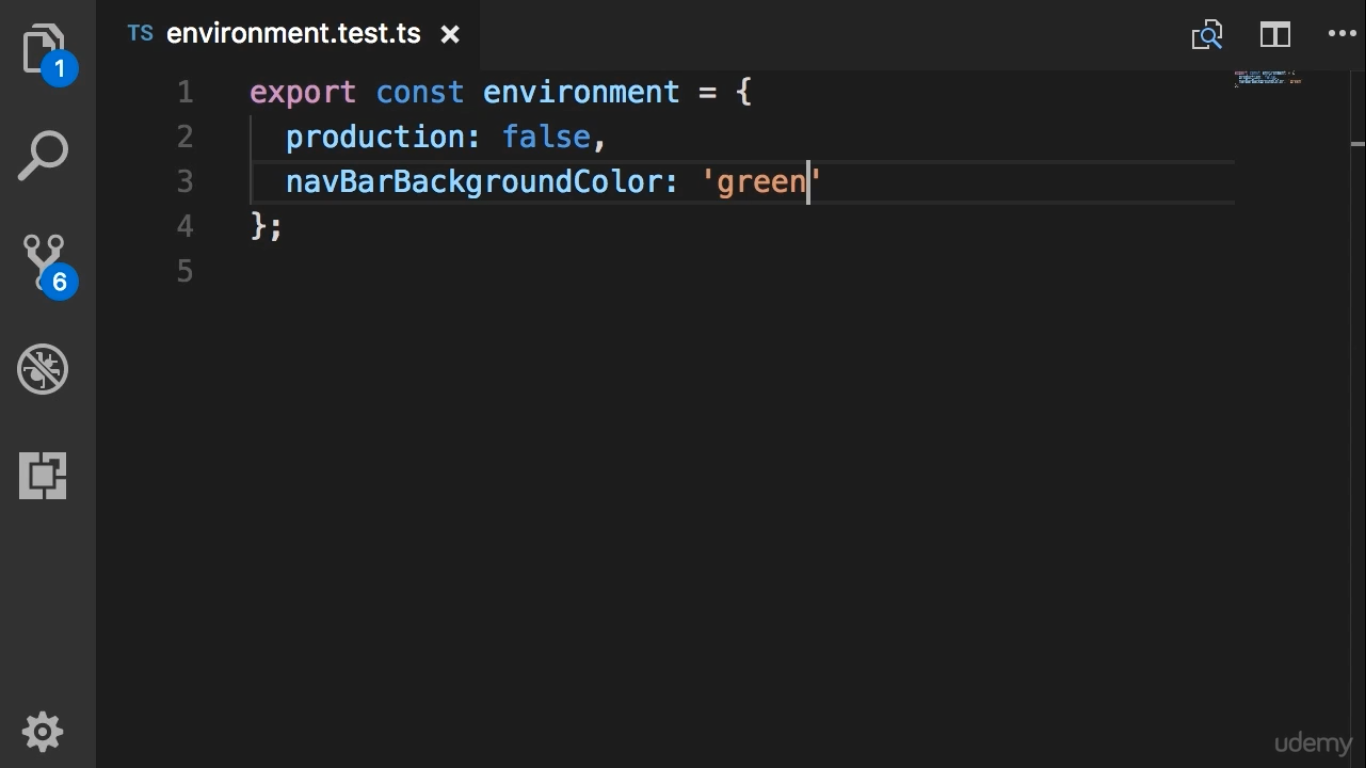 TS environment.test.ts
1
1 export const environment = {
2 production: false,
3 navBarBackgroundColor: 'green'
4 };
5
6
udemy